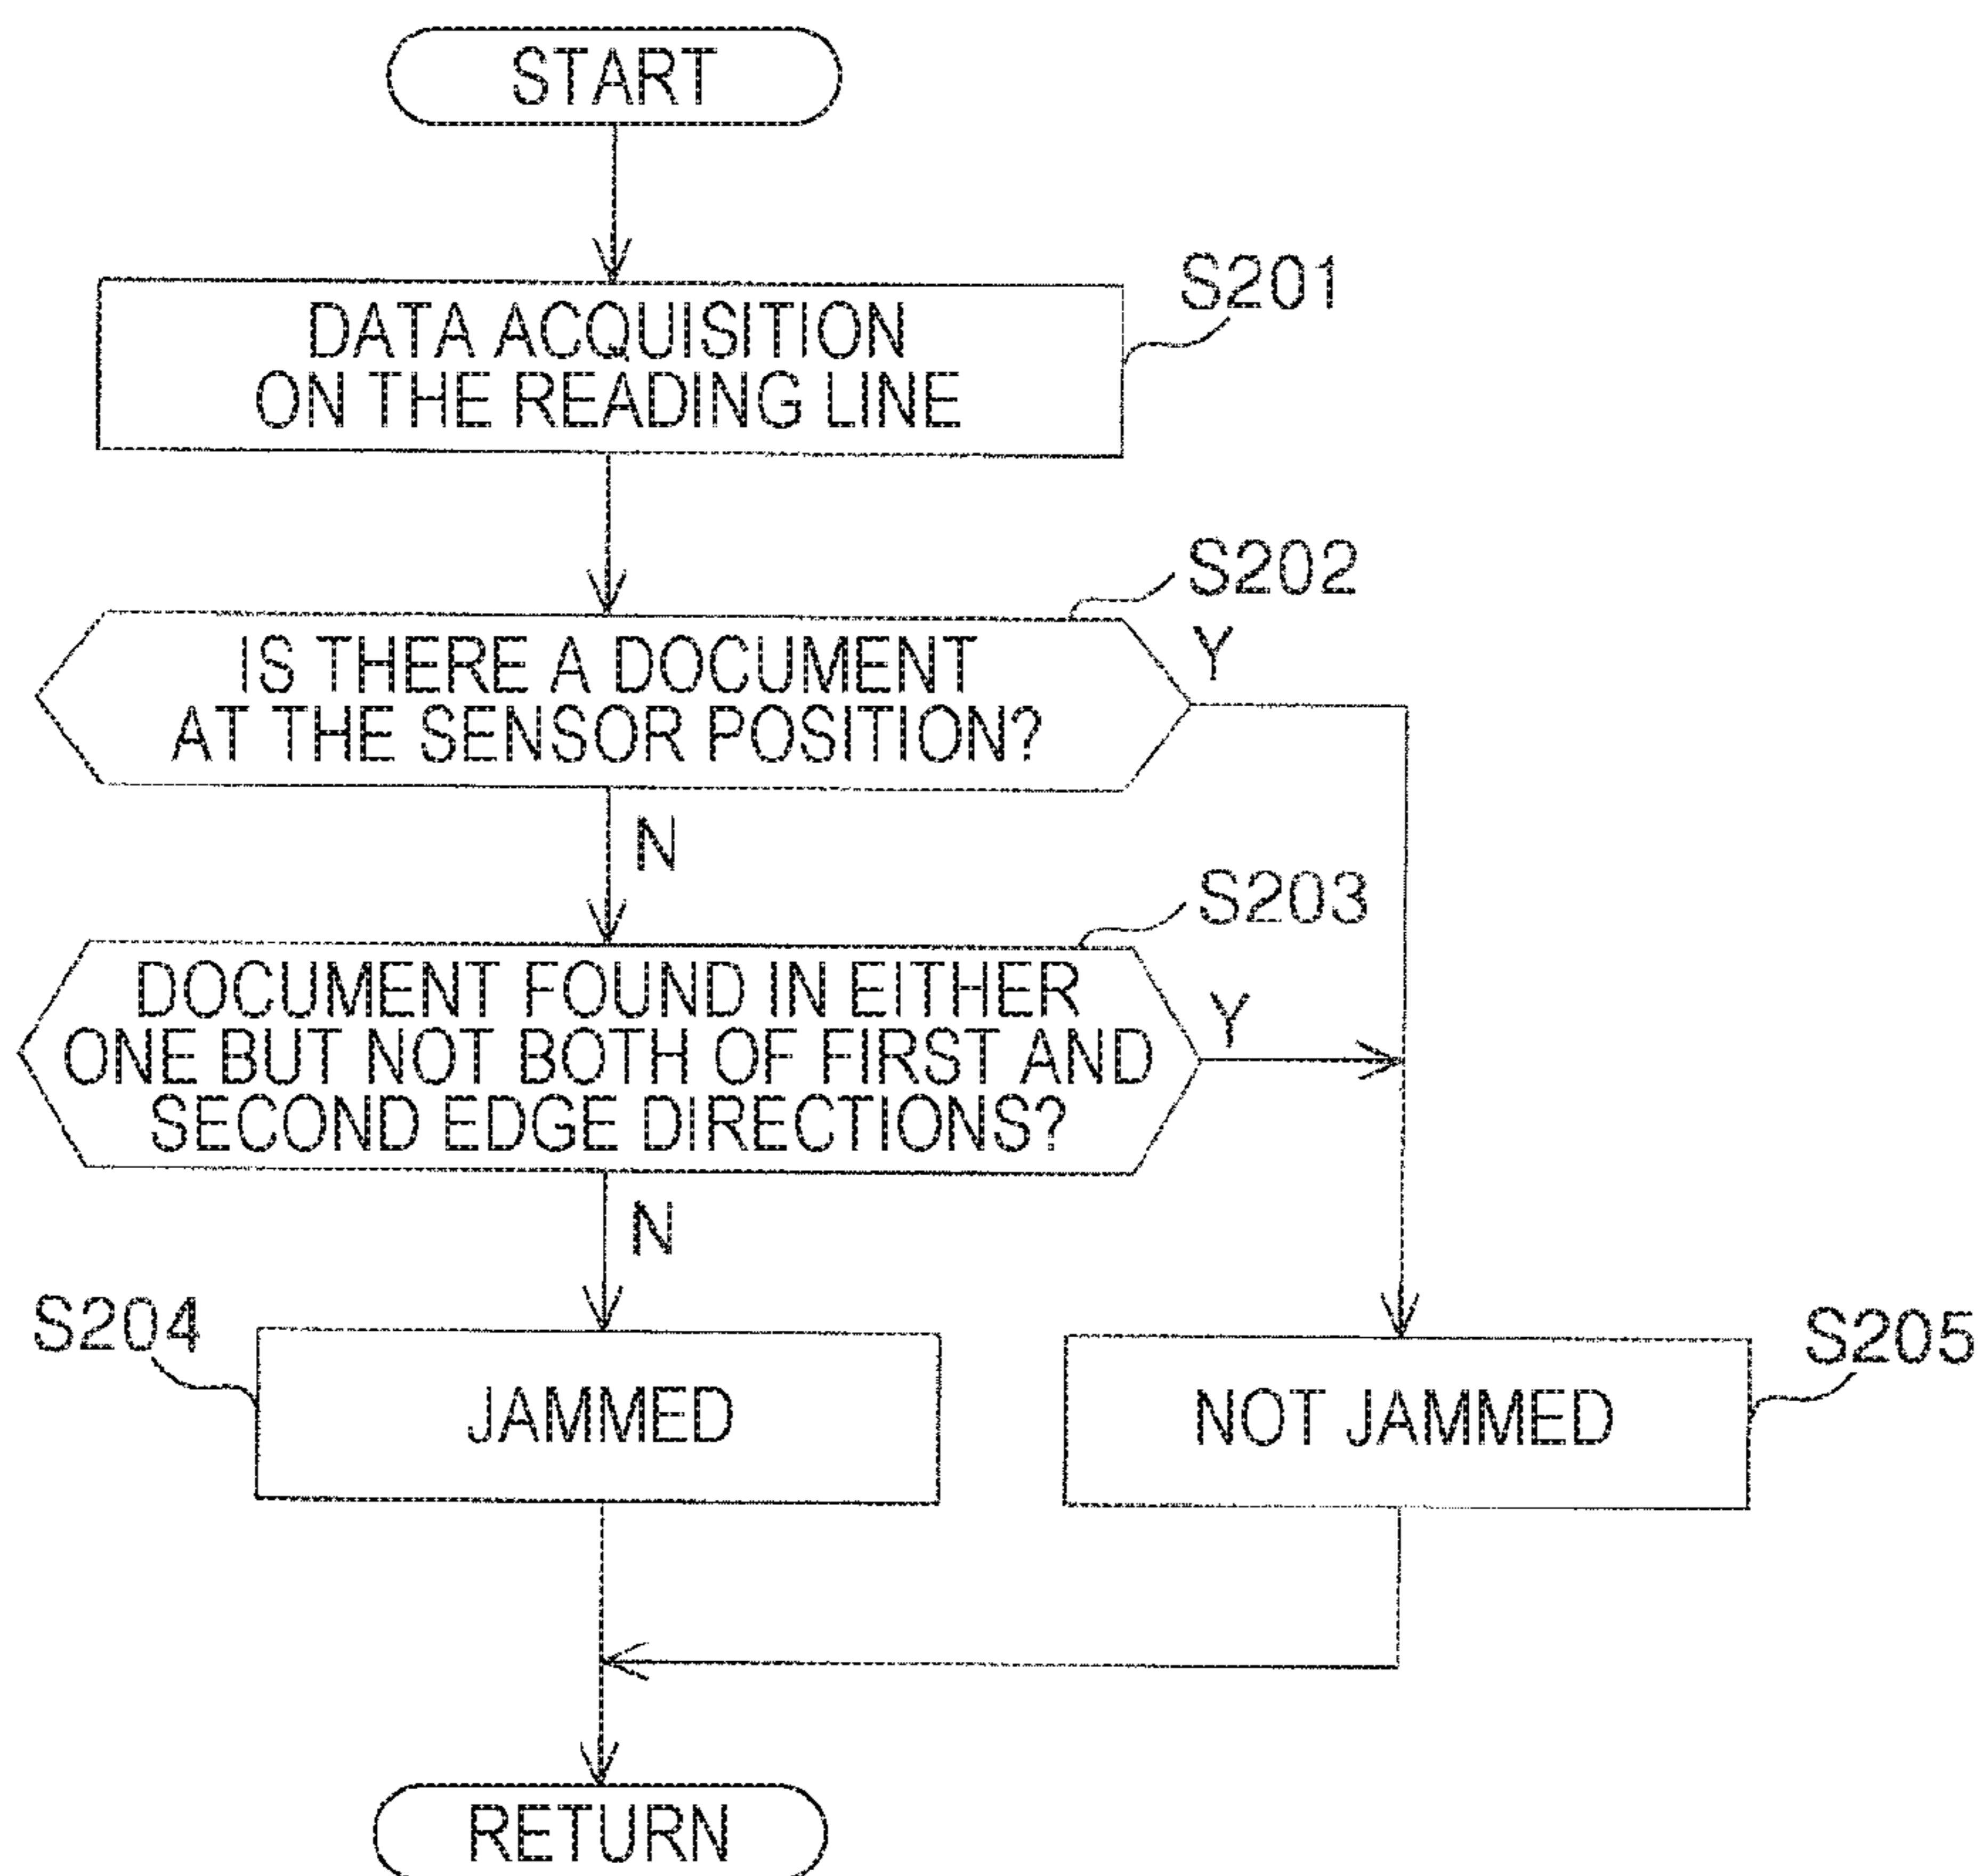 START
S201
DATA ACQUISITION
ON THE READING LINE
S202
IS THERE A DOCUMENT
AT THE SENSOR POSITION?
Y
N
S203
DOCUMENT FOUND IN EITHER
ONE BUT NOT BOTH OF FIRST AND
SECOND EDGE DIRECTIONS?
Y
N
S204
JAMMED
NOT JAMMED
S205
RETURN